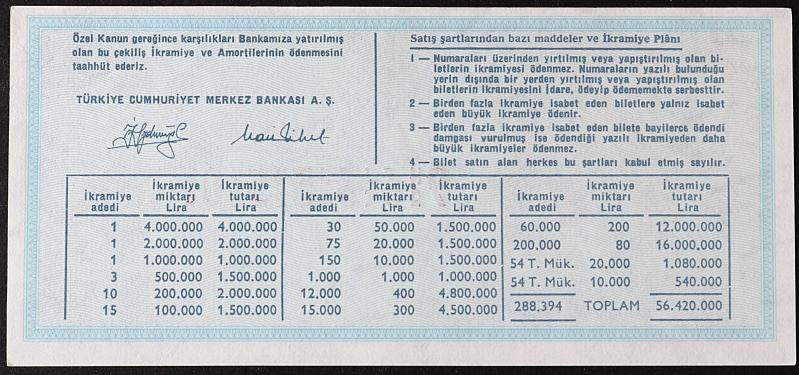 Özel Kanun gereğince karşılıkları Bankamıza yatırılmış
olan bu çekiliş İkramiye ve Amortilerinin ödenmesini
taahhüt ederiz.
TÜRKİYE CUMHURİYET MERKEZ BANKASI A. Ş.
Satış şartlarından bazı maddeler ve İkramiye Plânı
1 — Numaraları üzerinden yırtılmış veya yapıştırılmış olan bi-
letlerin ikramiyesi ödenmez. Numaraların yazılı bulunduğu
yerin dışında bir yerden yırtılmış veya yapıştırılmış olan
biletlerin ikramiyesini İdare, ödeyip ödememekte serbesttir.
2 — Birden fazla ikramiye isabet eden biletlere yalnız isabet
eden büyük ikramiye ödenir.
3 — Birden fazla ikramiye isabet eden bilete bayilerce ödendi
damgası vurulmuş ise ödendiği yazılı ikramiyeden daha
büyük ikramiyeler ödenmez.
4 — Bilet satın alan herkes bu şartları kabul etmiş sayılır.
İkramiye adedi İkramiye miktarı Lira İkramiye tutarı Lira
1 4.000.000 4.000.000
1 2.000.000 2.000.000
1 1.000.000 1.000.000
3 500.000 1.500.000
10 200.000 2.000.000
15 100.000 1.500.000
İkramiye adedi İkramiye miktarı Lira İkramiye tutarı Lira
30 50.000 1.500.000
75 20.000 1.500.000
150 10.000 1.500.000
1.000 1.000 1.000.000
12.000 400 4.800.000
15.000 300 4.500.000
İkramiye adedi İkramiye miktarı Lira İkramiye tutarı Lira
60.000 200 12.000.000
200.000 80 16.000.000
54 T. Mük. 20.000 1.080.000
54 T. Mük. 10.000 540.000
288.394 TOPLAM 56.420.000